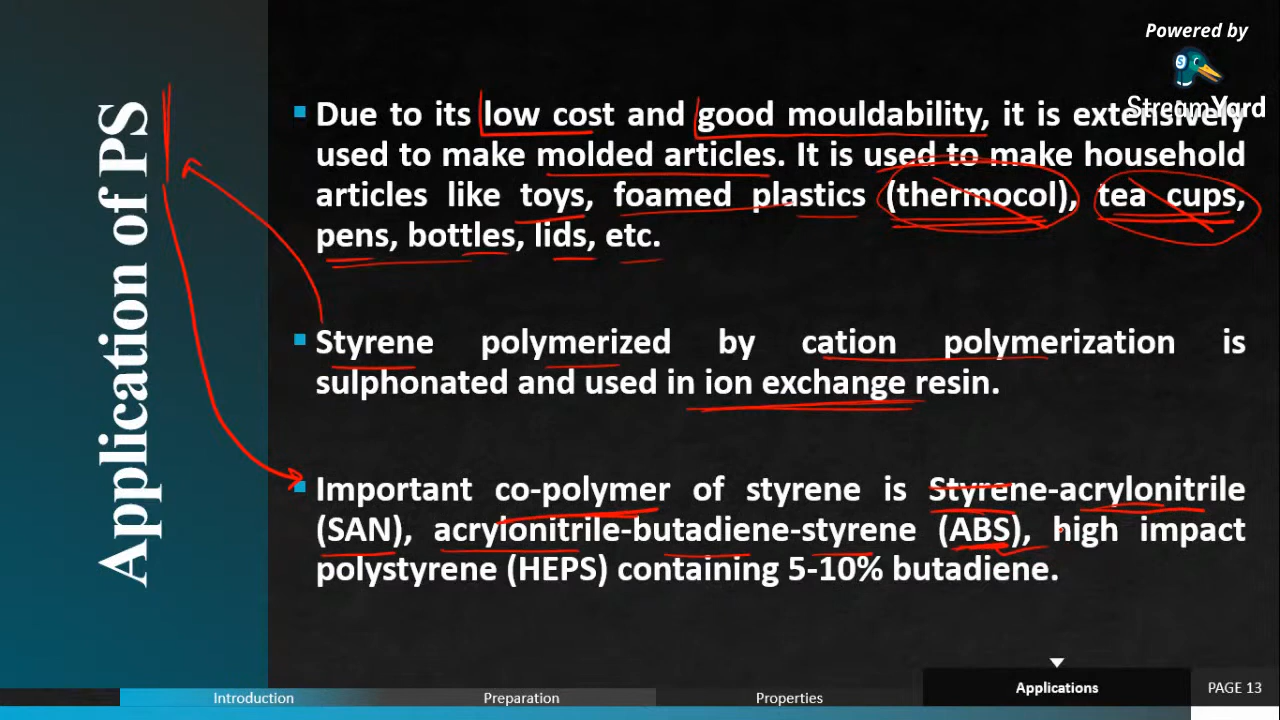 Powered by
StreamYard
Application of PS
Due to its low cost and good mouldability, it is extensively
used to make molded articles. It is used to make household
articles like toys, foamed plastics (thermocol), tea cups,
pens, bottles, lids, etc.
Styrene polymerized by cation polymerization is
sulphonated and used in ion exchange resin.
Important co-polymer of styrene is Styrene-acrylonitrile
(SAN), acrylonitrile-butadiene-styrene (ABS), high impact
polystyrene (HEPS) containing 5-10% butadiene.
Introduction
Preparation
Properties
Applications
PAGE 13